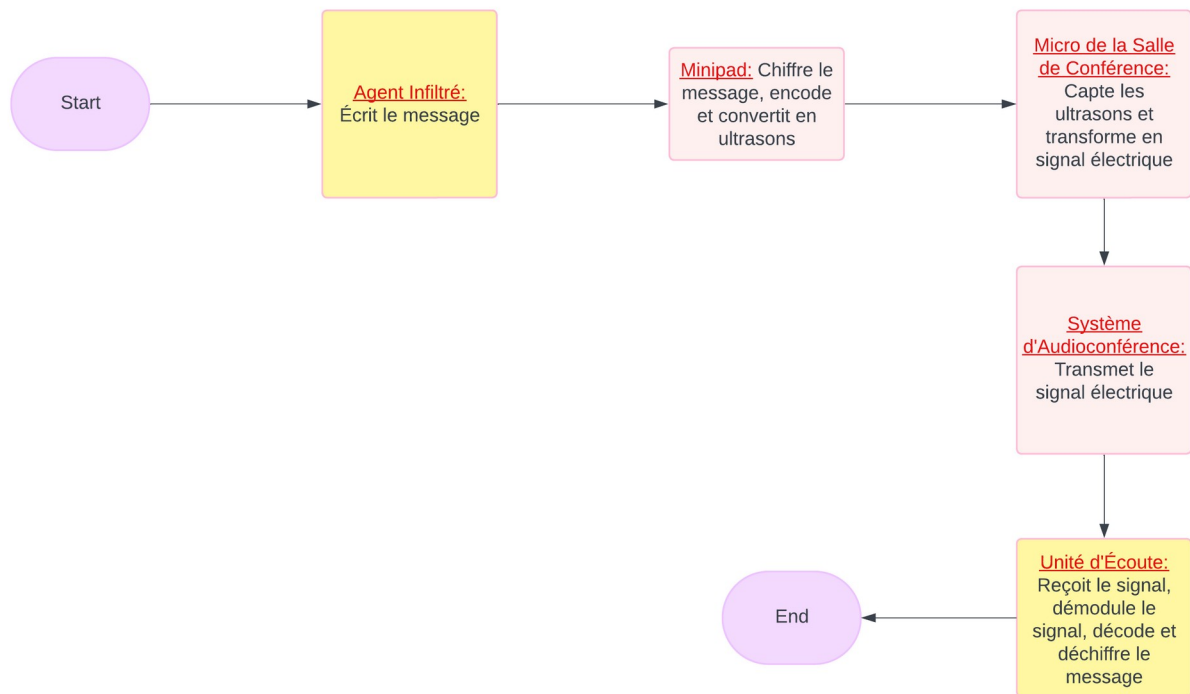 Start
Agent Infiltré:
Écrit le message
Minipad: Chiffre le
message, encode
et convertit en
ultrasons
Micro de la Salle
de Conférence:
Capte les
ultrasons et
transforme en
signal électrique
Système
d'Audioconférence:
Transmet le
signal électrique
Unité d'Écoute:
Reçoit le signal,
démodule le
signal, décode et
déchiffre le
message
End